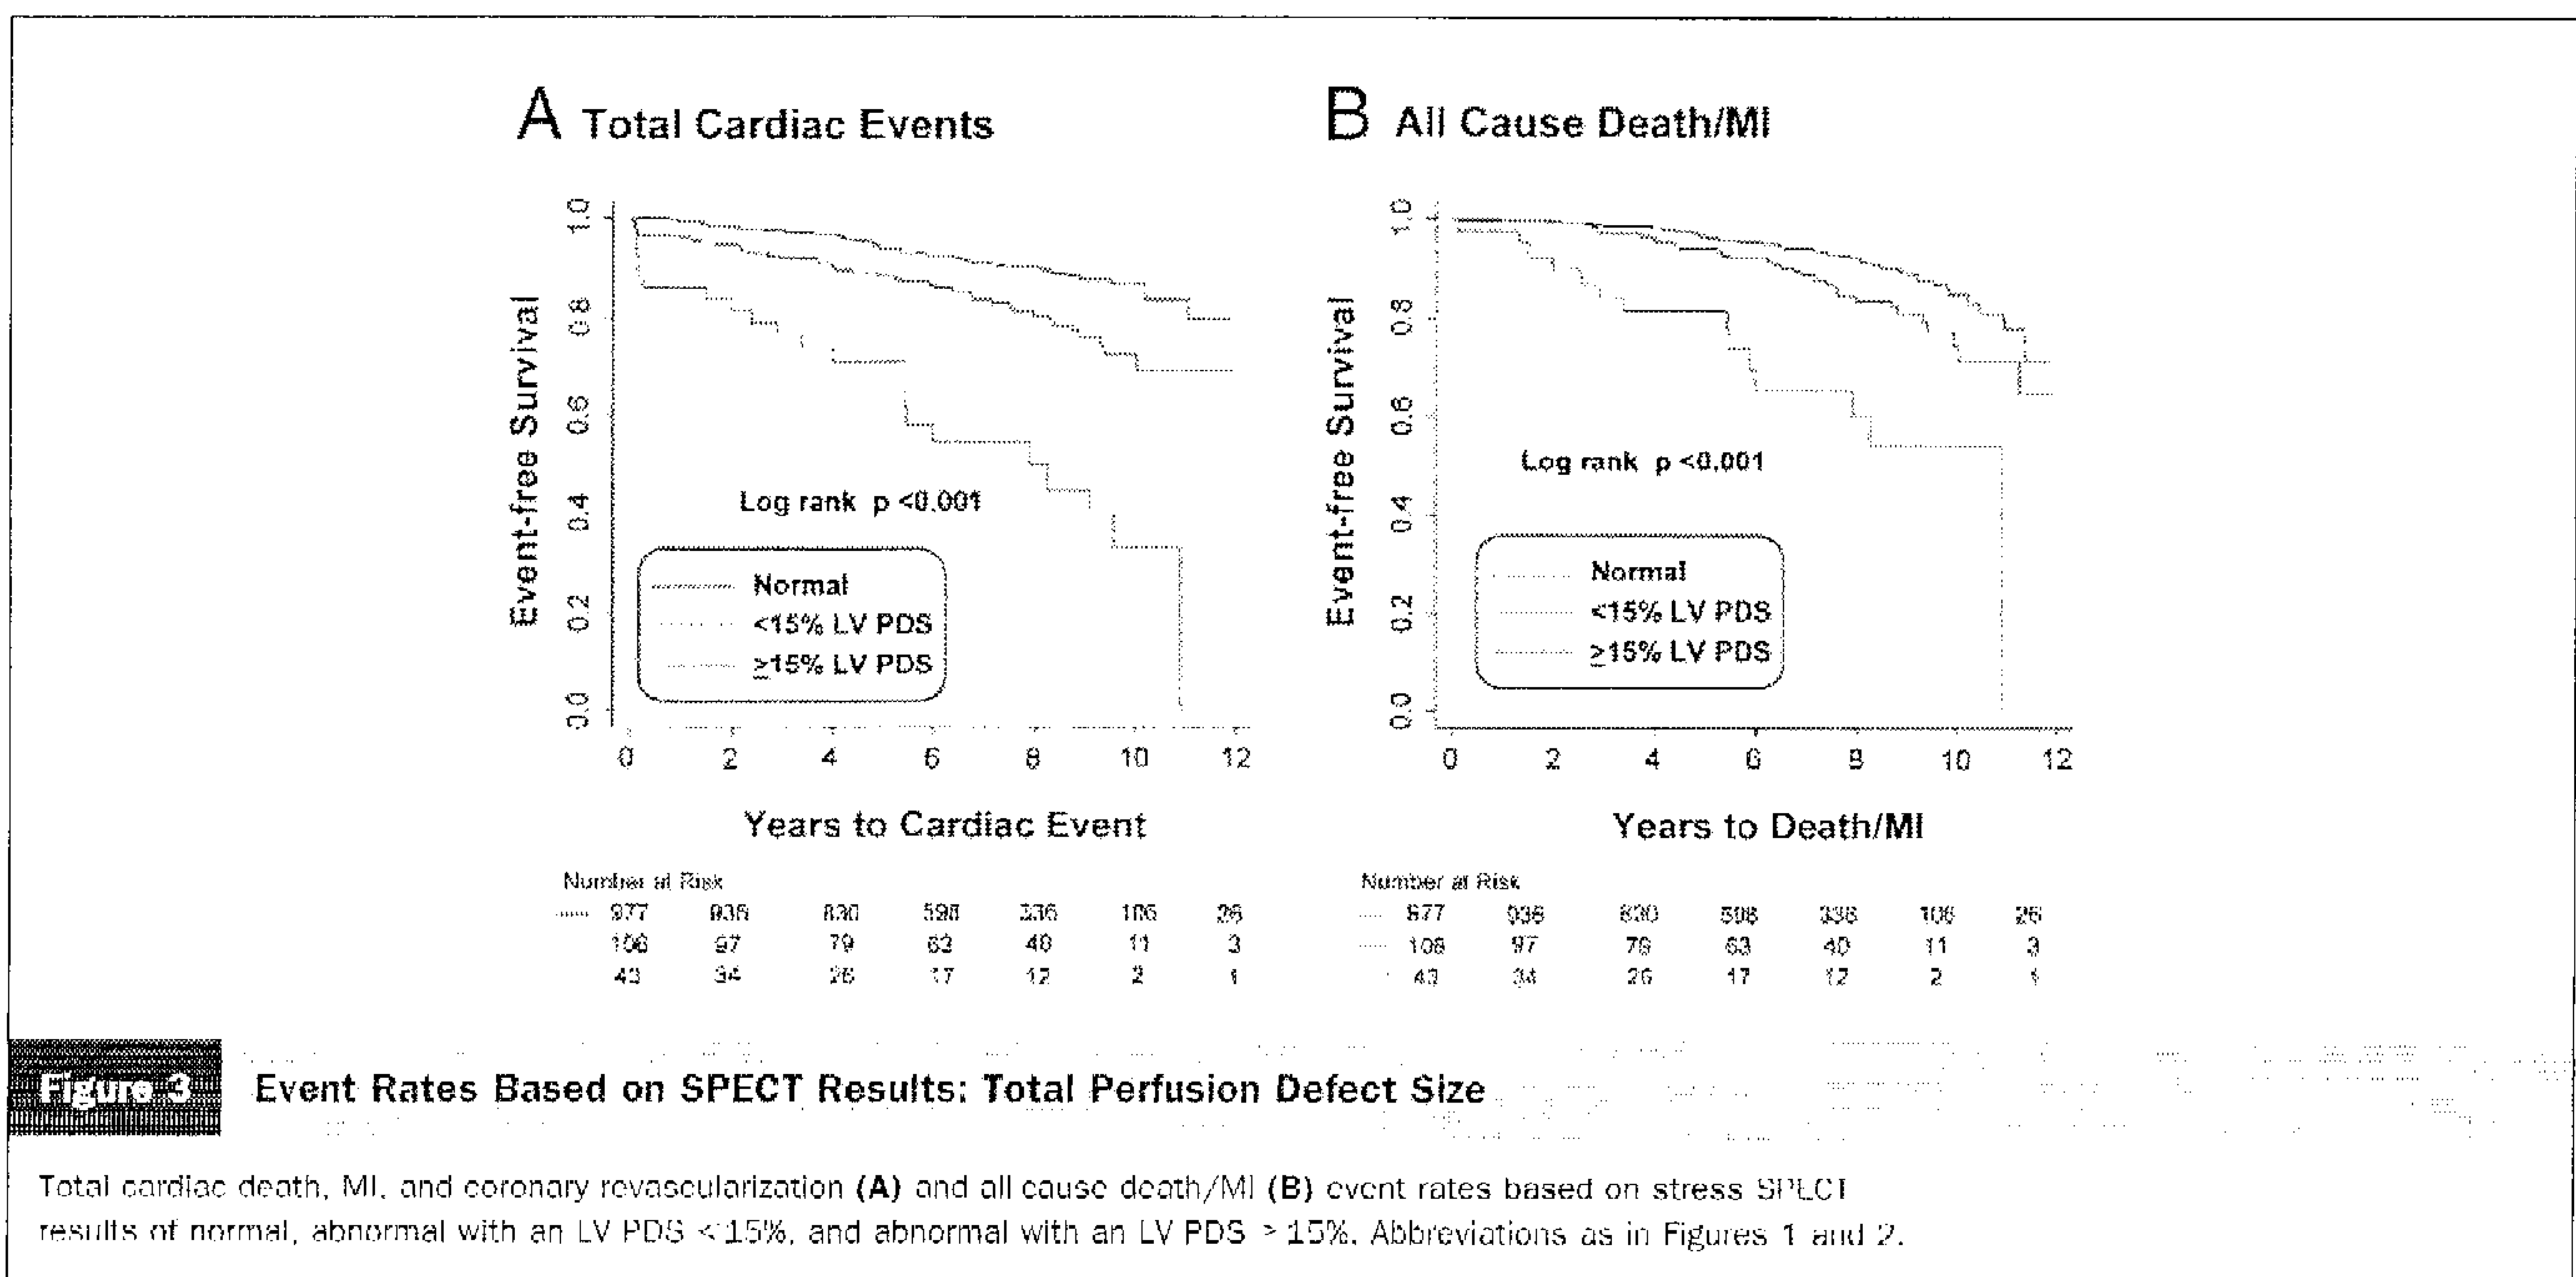 A Total Cardiac Events
B All Cause Death/MI
Event-free Survival
1.0
0.8
0.6
0.4
0.2
0.0
Log rank p <0.001
Normal
<15% LV PDS
≥15% LV PDS
0 2 4 6 8 10 12
Years to Cardiac Event
Number at Risk
977 936 830 598 336 106 26
106 97 79 63 40 11 3
43 34 26 17 12 2 1
Event-free Survival
1.0
0.8
0.6
0.4
0.2
0.0
Log rank p <0.001
Normal
<15% LV PDS
≥15% LV PDS
0 2 4 6 8 10 12
Years to Death/MI
Number at Risk
977 936 830 598 336 106 26
106 97 79 63 40 11 3
43 34 26 17 12 2 1
Figure 3 Event Rates Based on SPECT Results: Total Perfusion Defect Size
Total cardiac death, MI, and coronary revascularization (A) and all cause death/MI (B) event rates based on stress SPECT
results of normal, abnormal with an LV PDS <15%, and abnormal with an LV PDS > 15%. Abbreviations as in Figures 1 and 2.